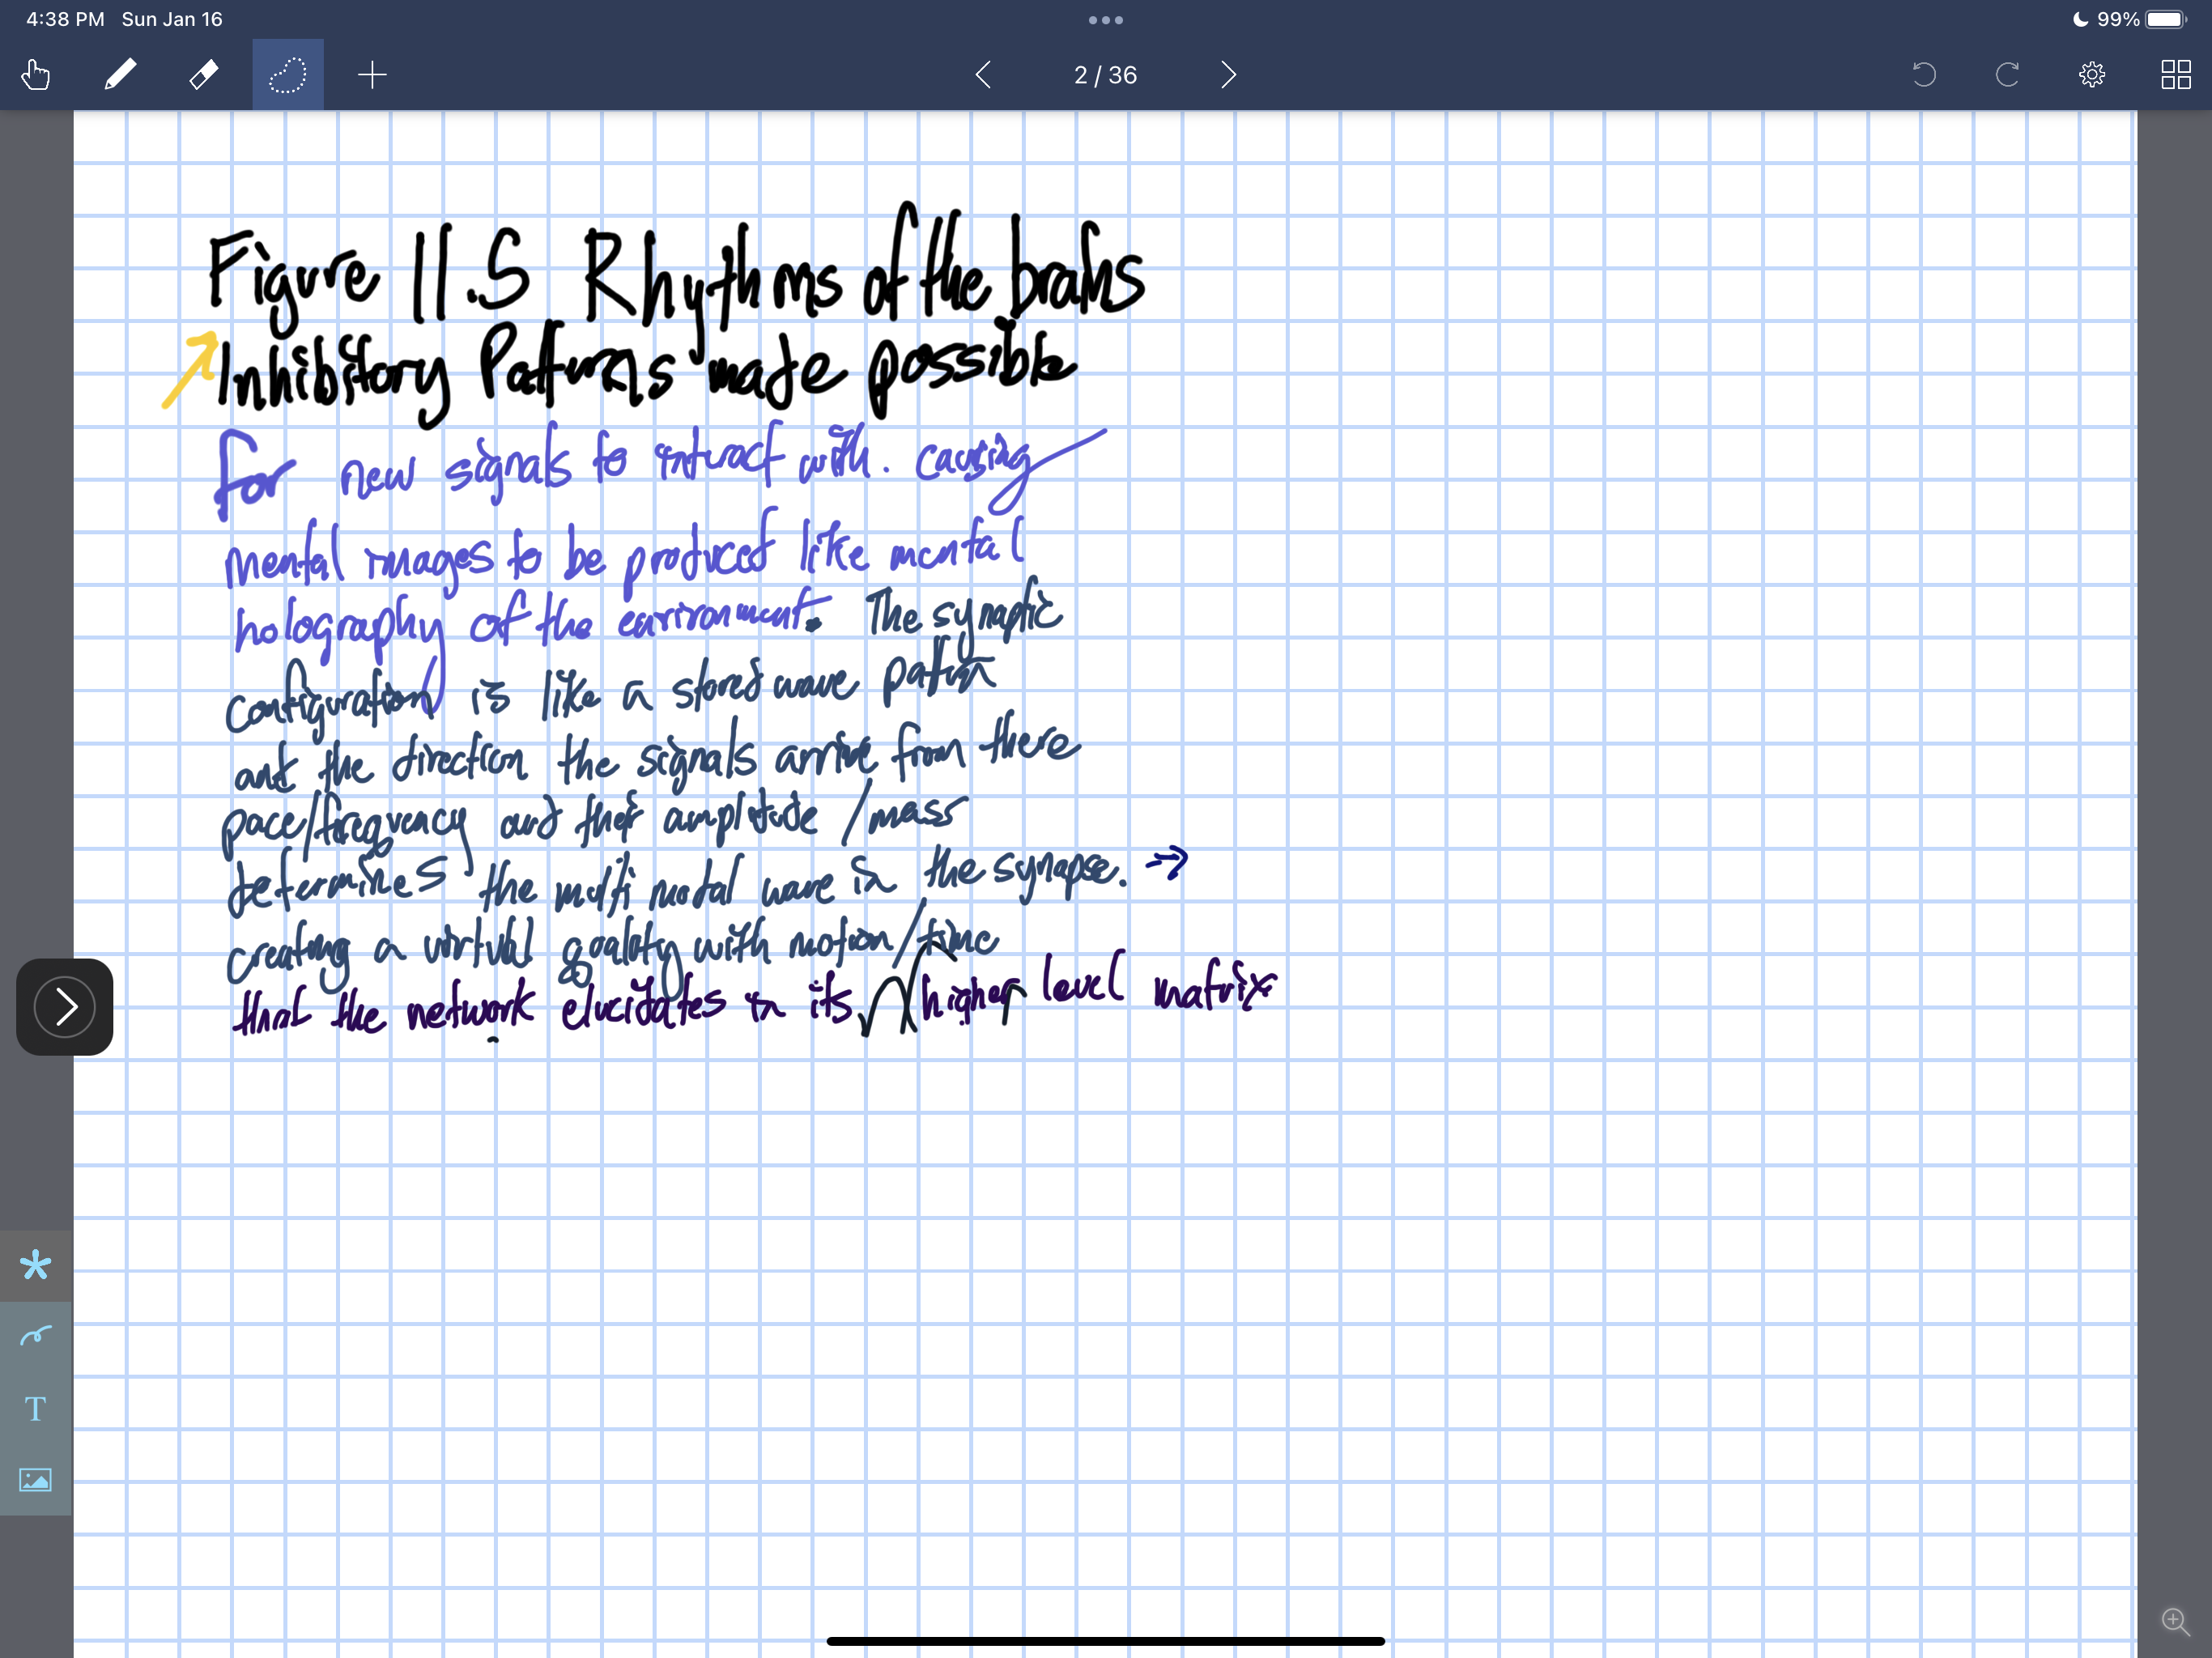 4:38 PM Sun Jan 16
99%
2 / 36
Figure 11.5 Rhythms of the brains
Inhibitory Patterns made possible
for new signals to interact with. causing
mental images to be produced like mental
holography of the environment. The synaptic
configuration is like a stored wave pattern
and the direction the signals arrive from there
pace/frequency and their amplitude / mass
determines the multi modal wave in the synapse. →
creating a virtual with motion / time
that the network elucidates in its higher level matrix
T